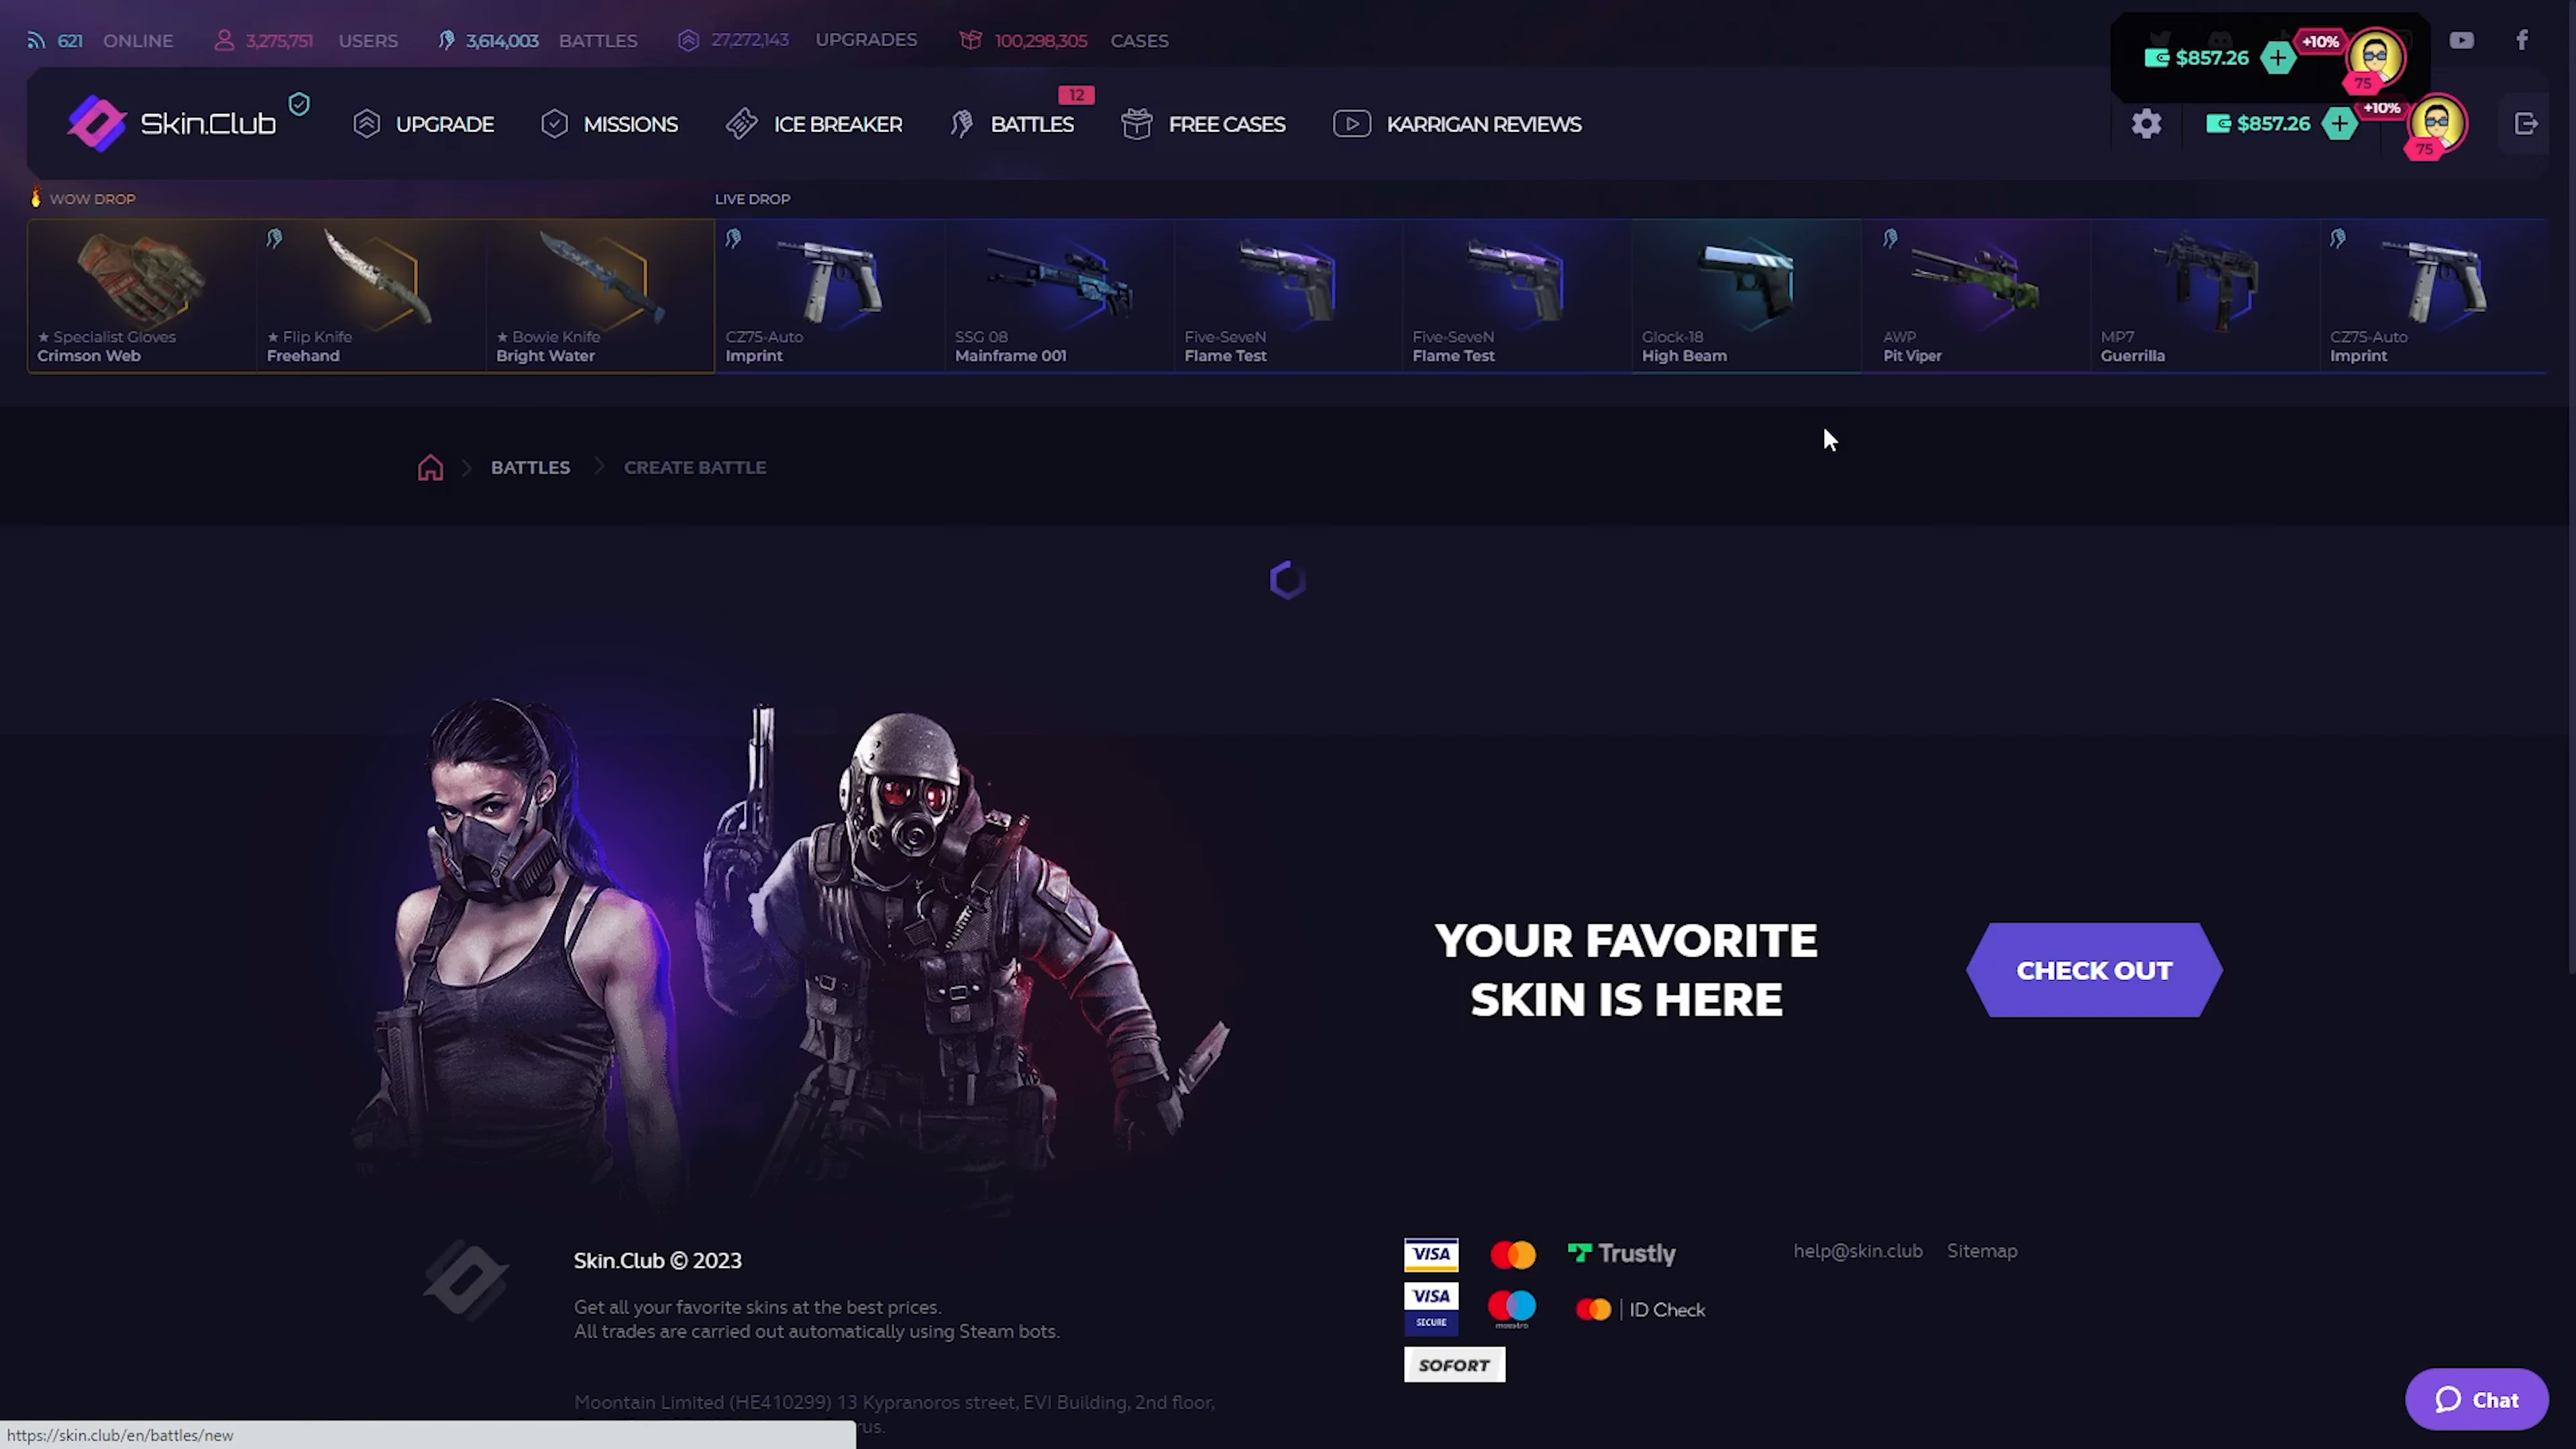 621 ONLINE 3,275,751 USERS 3,614,003 BATTLES 27,272,143 UPGRADES 100,298,305 CASES
$857.26 +10%
75
Skin.Club UPGRADE MISSIONS ICE BREAKER BATTLES 12 FREE CASES KARRIGAN REVIEWS $857.26 +10%
75
WOW DROP LIVE DROP
★ Specialist Gloves ★ Flip Knife ★ Bowie Knife CZ75-Auto SSG 08 Five-SeveN Five-SeveN Glock-18 AWP MP7 CZ75-Auto
Crimson Web Freehand Bright Water Imprint Mainframe 001 Flame Test Flame Test High Beam Pit Viper Guerrilla Imprint
BATTLES CREATE BATTLE
YOUR FAVORITE
SKIN IS HERE
CHECK OUT
Skin.Club © 2023
Get all your favorite skins at the best prices.
All trades are carried out automatically using Steam bots.
Moontain Limited (HE410299) 13 Kypranoros street, EVI Building, 2nd floor,
VISA Trustly help@skin.club Sitemap
VISA SECURE maestro ID Check
SOFORT
Chat
https://skin.club/en/battles/new